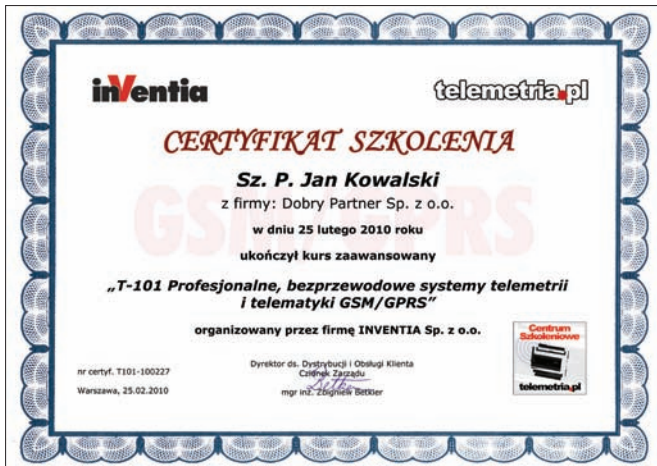 inVentia
telemetria.pl
CERTYFIKAT SZKOLENIA
Sz. P. Jan Kowalski
z firmy: Dobry Partner Sp. z o.o.
GSM/GPRS
w dniu 25 lutego 2010 roku
ukończył kurs zaawansowany
„T-101 Profesjonalne, bezprzewodowe systemy telemetrii
i telematyki GSM/GPRS”
organizowany przez firmę INVENTIA Sp. z o.o.
Centrum
Szkoleniowe
telemetria.pl
nr certyf. T101-100227
Warszawa, 25.02.2010
Dyrektor ds. Dystrybucji i Obsługi Klienta
Członek Zarządu
mgr inż. Zbigniew Betkier